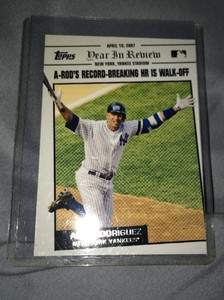 APRIL 19, 2007
Topps
Year In Review
NEW YORK, YANKEE STADIUM
A-ROD'S RECORD-BREAKING HR IS WALK-OFF
RODRIGUEZ
NEW YORK YANKEES